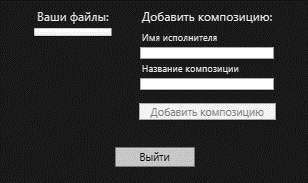 Ваши файлы:
Добавить композицию:
Имя исполнителя
Название композиции
Добавить композицию
Выйти